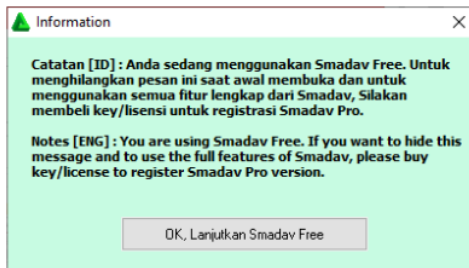 Information
Catatan [ID] : Anda sedang menggunakan Smadav Free. Untuk
menghilangkan pesan ini saat awal membuka dan untuk
menggunakan semua fitur lengkap dari Smadav, Silakan
membeli key/lisensi untuk registrasi Smadav Pro.
Notes [ENG] : You are using Smadav Free. If you want to hide this
message and to use the full features of Smadav, please buy
key/license to register Smadav Pro version.
OK, Lanjutkan Smadav Free